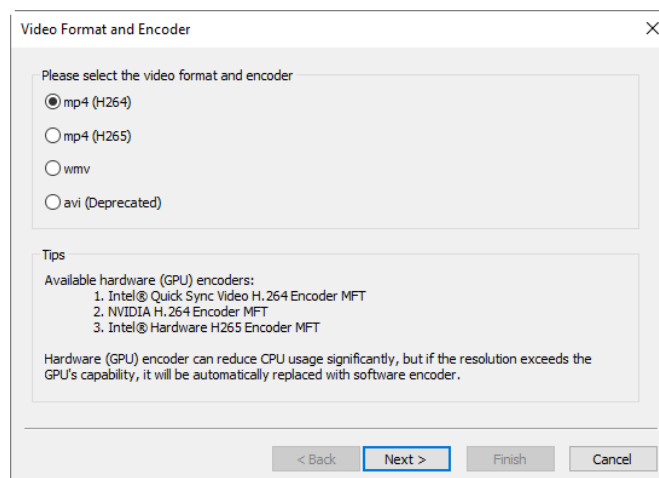 Video Format and Encoder
Please select the video format and encoder
mp4 (H264)
mp4 (H265)
wmv
avi (Deprecated)
Tips
Available hardware (GPU) encoders:
1. Intel® Quick Sync Video H.264 Encoder MFT
2. NVIDIA H.264 Encoder MFT
3. Intel® Hardware H265 Encoder MFT
Hardware (GPU) encoder can reduce CPU usage significantly, but if the resolution exceeds the
GPU's capability, it will be automatically replaced with software encoder.
< Back Next > Finish Cancel